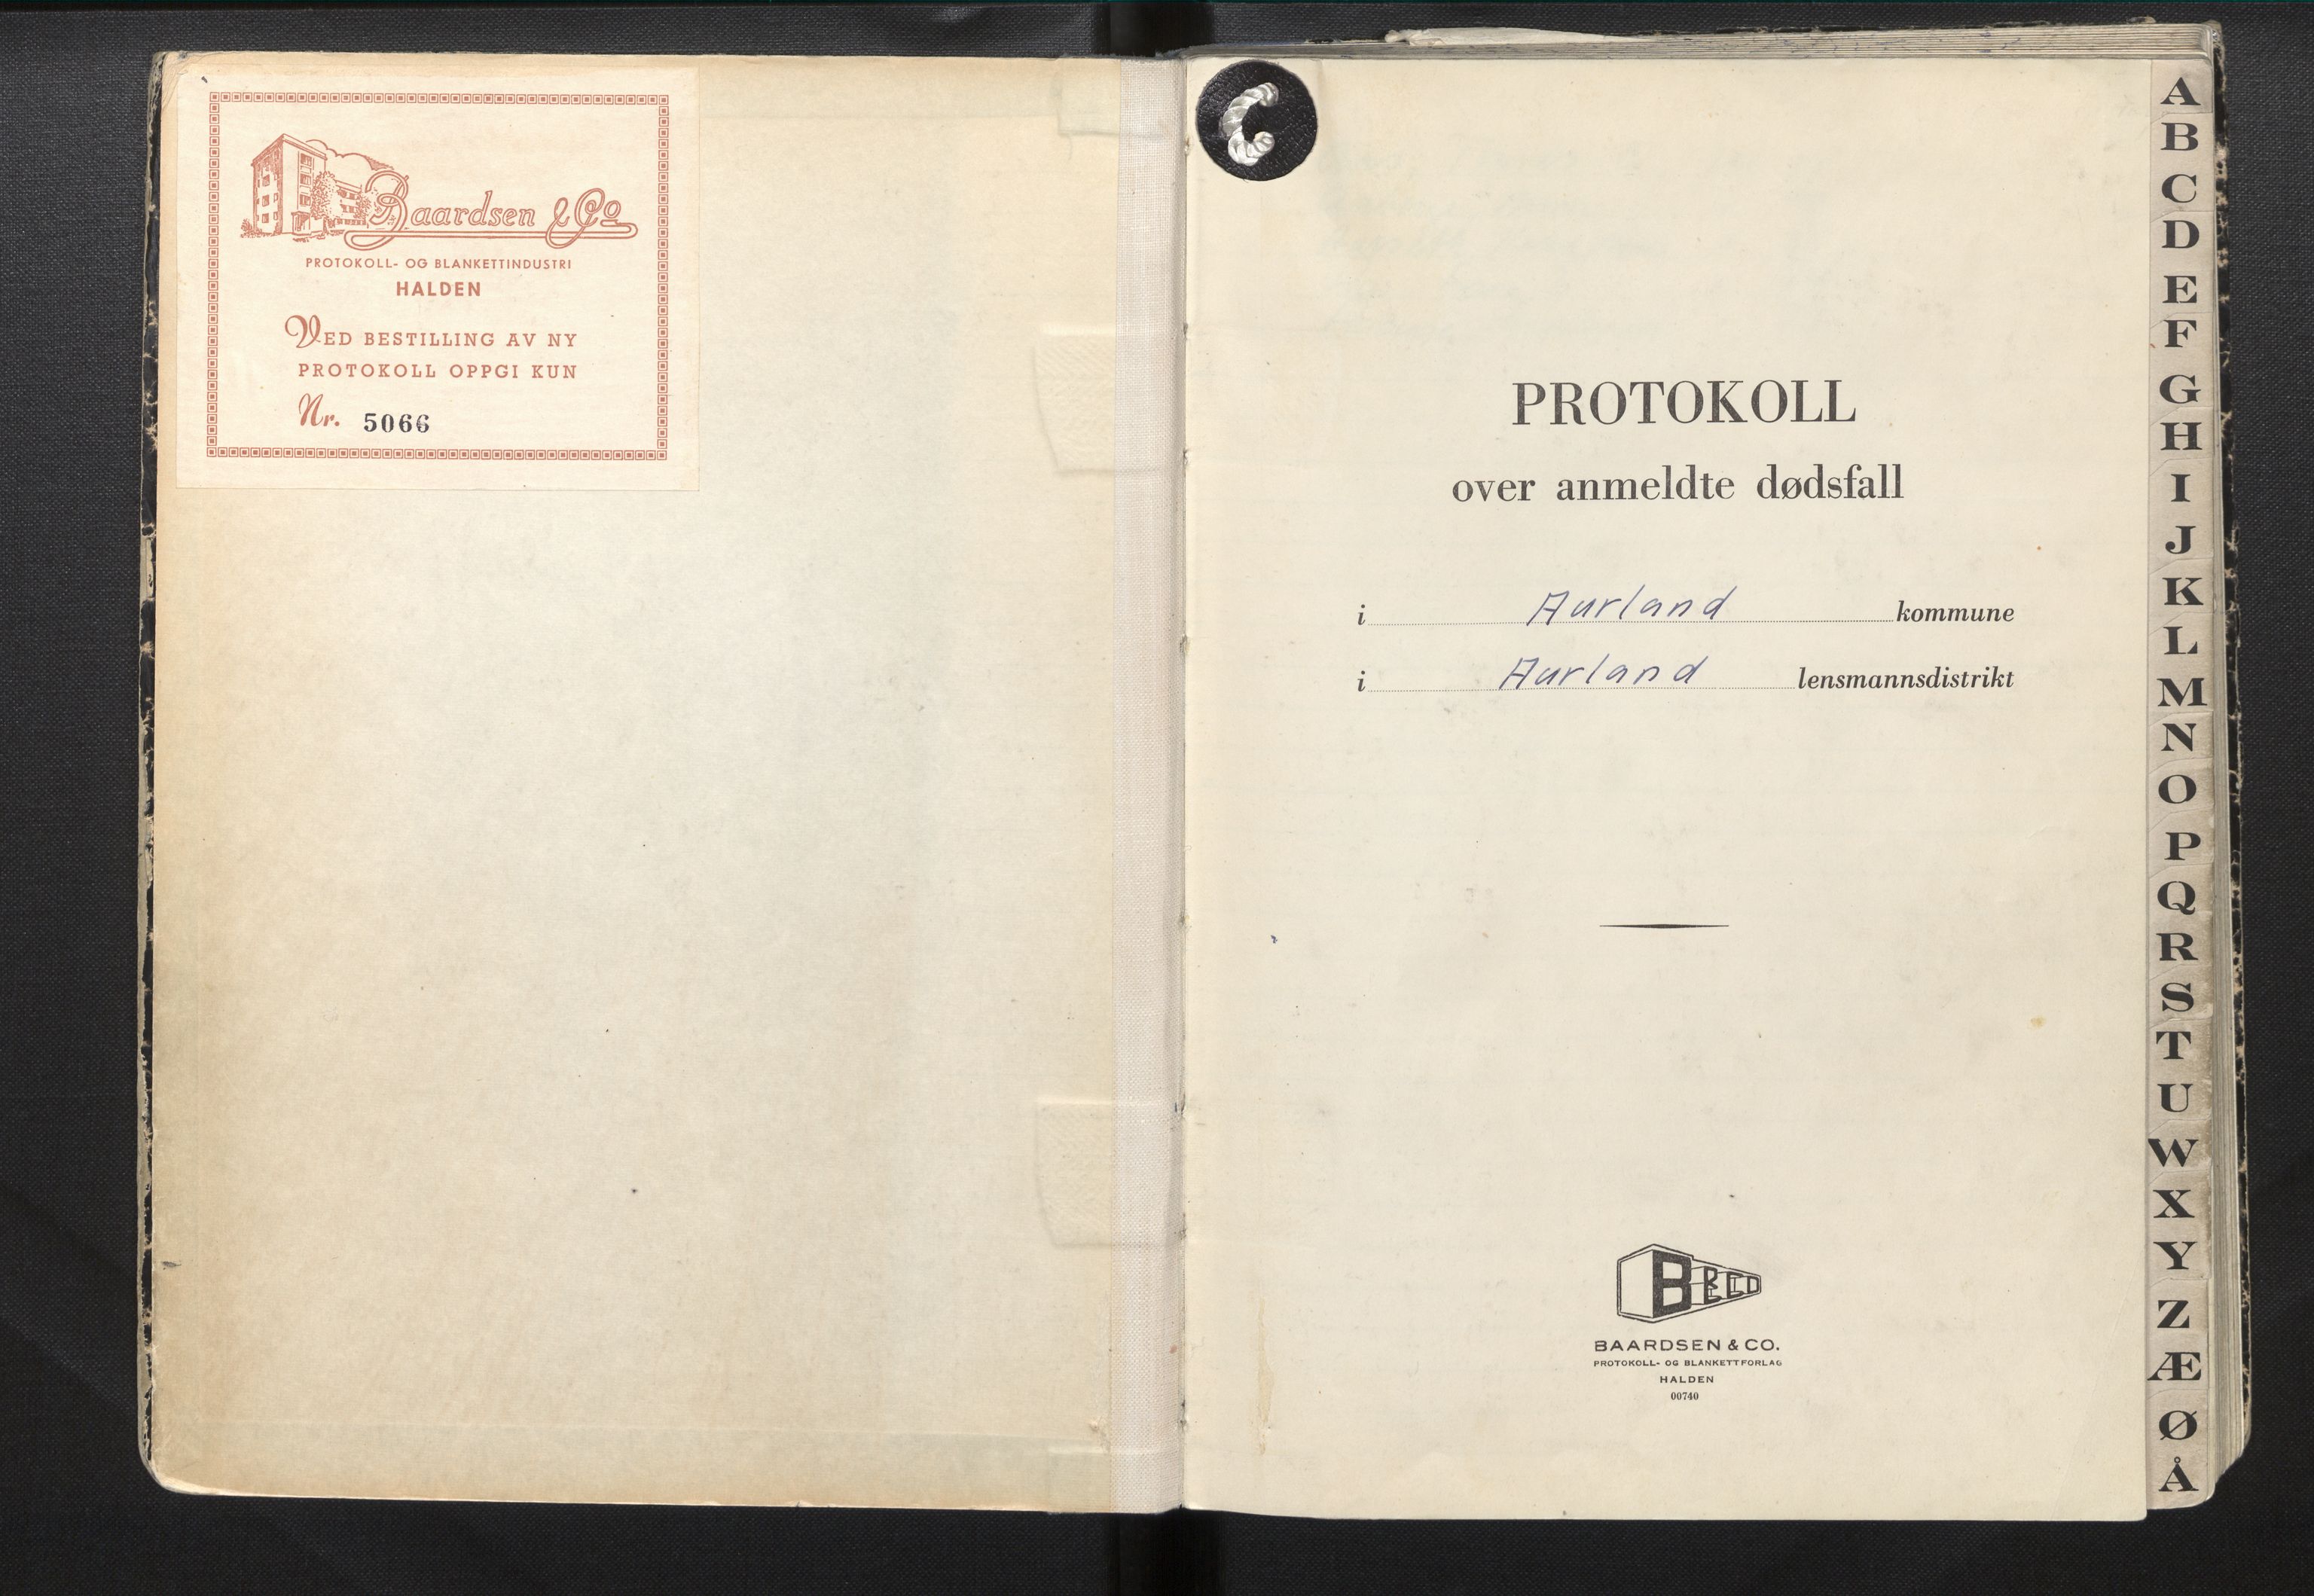 Baardsen & Co
PROTOKOLL- OG BLANKETTINDUSTRI
HALDEN
VED BESTILLING AV NY
PROTOKOLL OPPGI KUN
Nr. 5066
PROTOKOLL
over anmeldte dødsfall
i Aurland kommune
i Aurland lensmannsdistrikt
B BECO
BAARDSEN & CO.
PROTOKOLL- OG BLANKETTFORLAG
HALDEN
00740
A
B
C
D
E
F
G
H
I
J
K
L
M
N
O
P
Q
R
S
T
U
W
X
Y
Z
Æ
Ø
Å